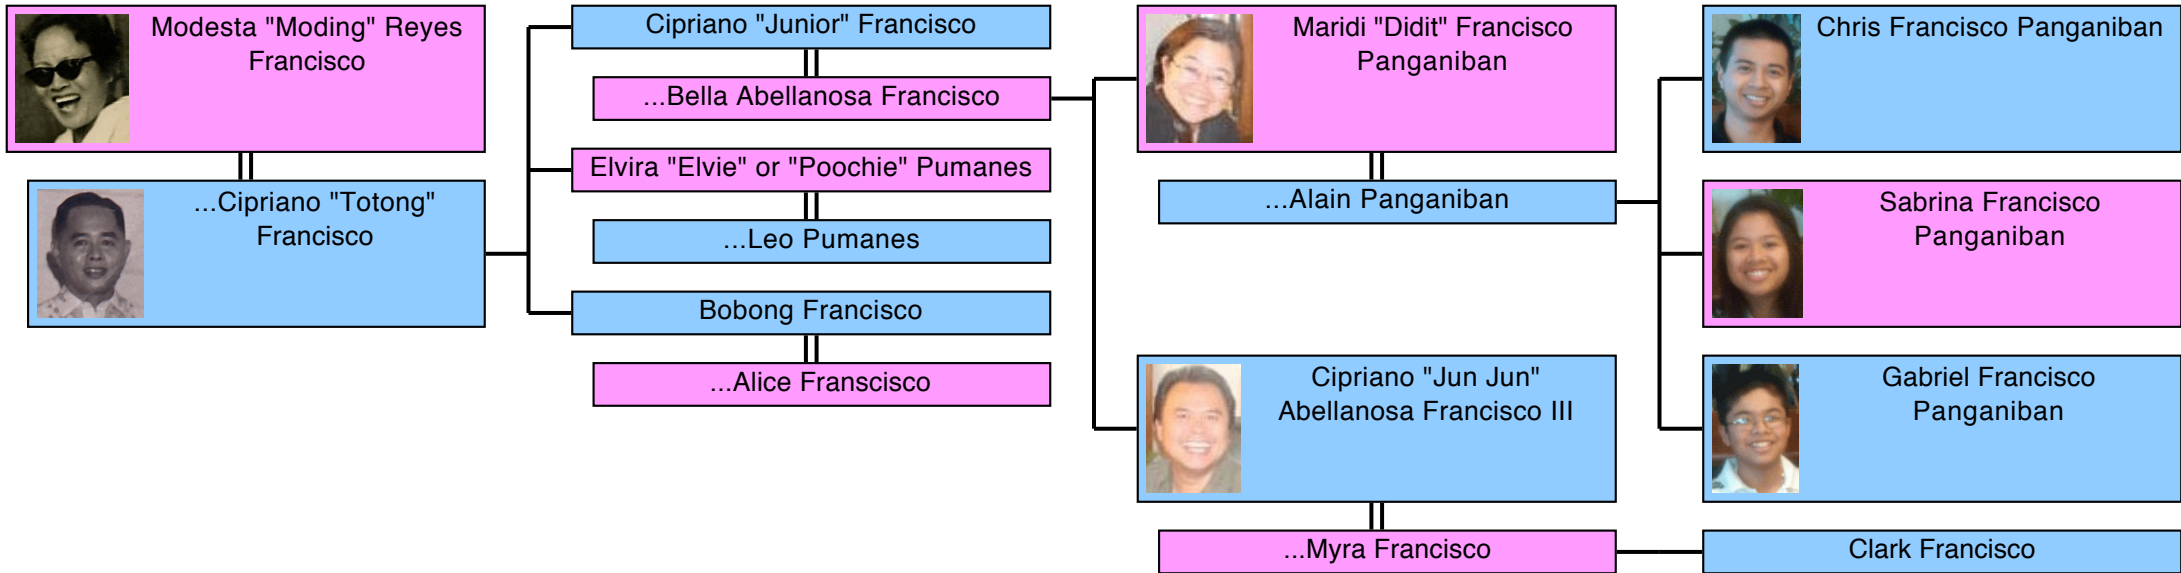 Modesta "Moding" Reyes
Francisco
...Cipriano "Totong"
Francisco
Cipriano "Junior" Francisco
...Bella Abellanosa Francisco
Elvira "Elvie" or "Poochie" Pumanes
...Leo Pumanes
Bobong Francisco
...Alice Franscisco
Maridi "Didit" Francisco
Panganiban
...Alain Panganiban
Cipriano "Jun Jun"
Abellanosa Francisco III
...Myra Francisco
Chris Francisco Panganiban
Sabrina Francisco
Panganiban
Gabriel Francisco
Panganiban
Clark Francisco